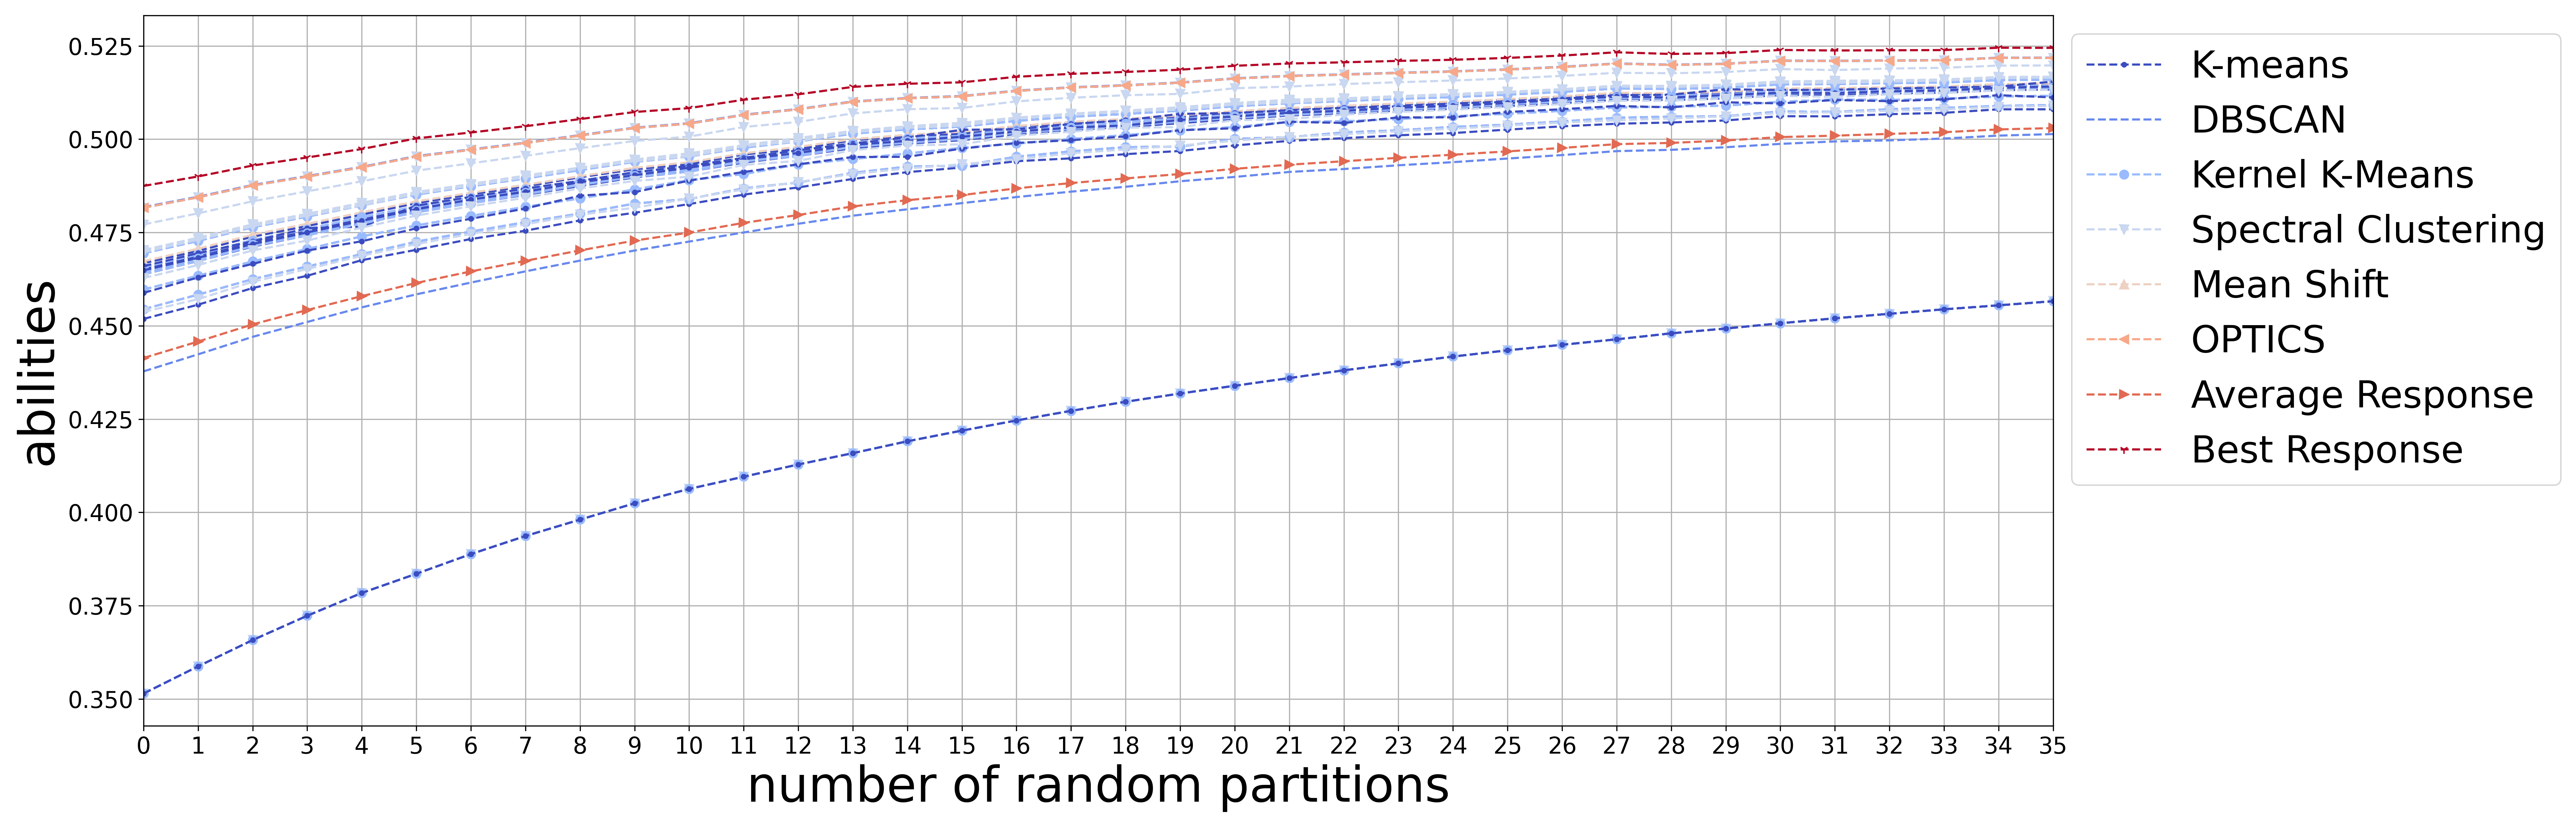 0.525
0.500
0.475
0.450
0.425
0.400
0.375
0.350
abilities
0 1 2 3 4 5 6 7 8 9 10 11 12 13 14 15 16 17 18 19 20 21 22 23 24 25 26 27 28 29 30 31 32 33 34 35
number of random partitions
K-means
DBSCAN
Kernel K-Means
Spectral Clustering
Mean Shift
OPTICS
Average Response
Best Response